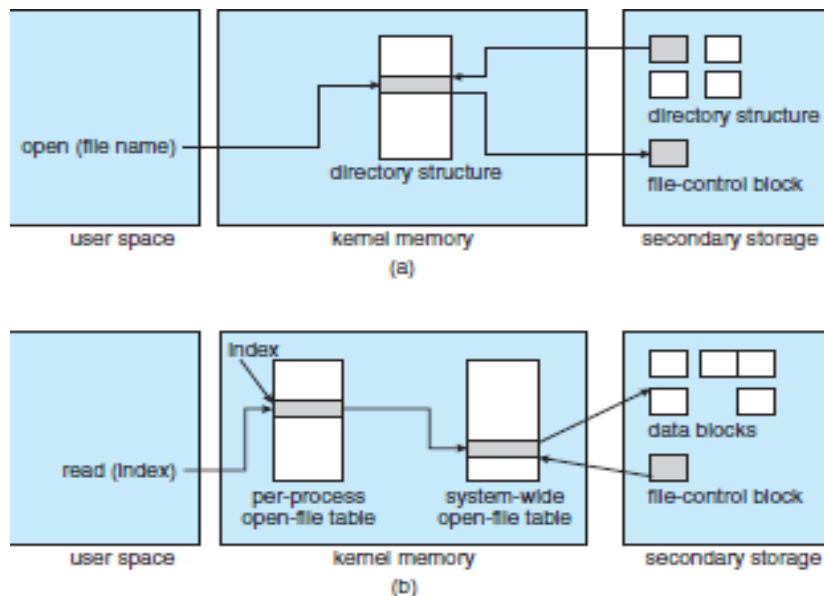 open (file name)
directory structure
directory structure
file-control block
user space
kernel memory
secondary storage
(a)
index
read (index)
per-process
open-file table
system-wide
open-file table
data blocks
file-control block
user space
kernel memory
secondary storage
(b)